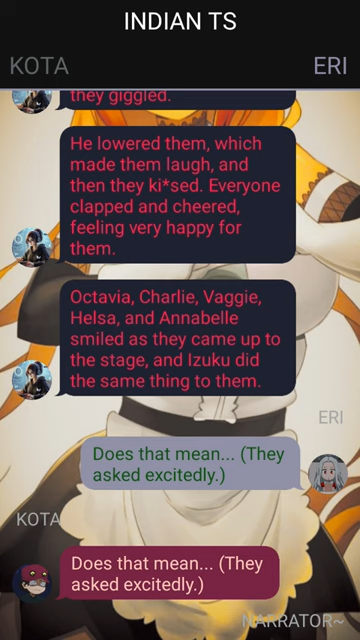 INDIAN TS
KOTA
ERI
they giggled.
He lowered them, which
made them laugh, and
then they ki*sed. Everyone
clapped and cheered,
feeling very happy for
them.
Octavia, Charlie, Vaggie,
Helsa, and Annabelle
smiled as they came up to
the stage, and Izuku did
the same thing to them.
ERI
Does that mean... (They
asked excitedly.)
KOTA
Does that mean... (They
asked excitedly.)
NARRATOR~